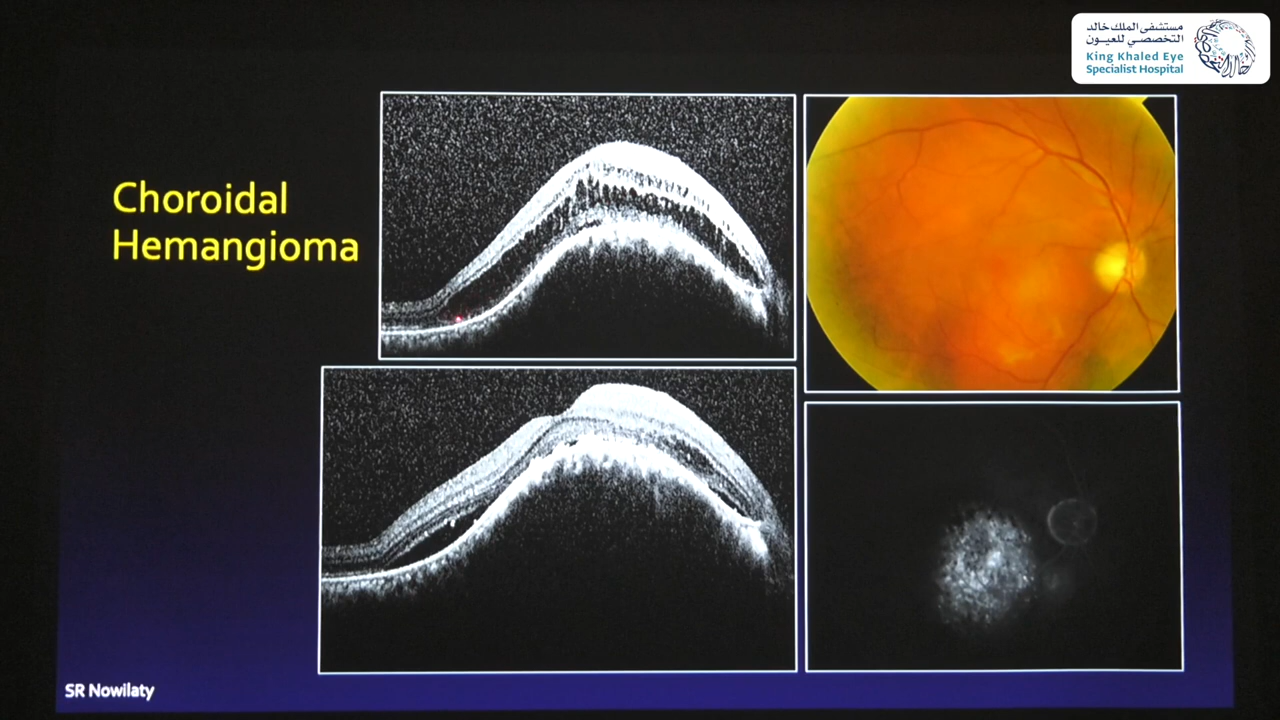 مستشفى الملك خالد
التخصصي للعيون
King Khaled Eye
Specialist Hospital
Choroidal
Hemangioma
SR Nowilaty